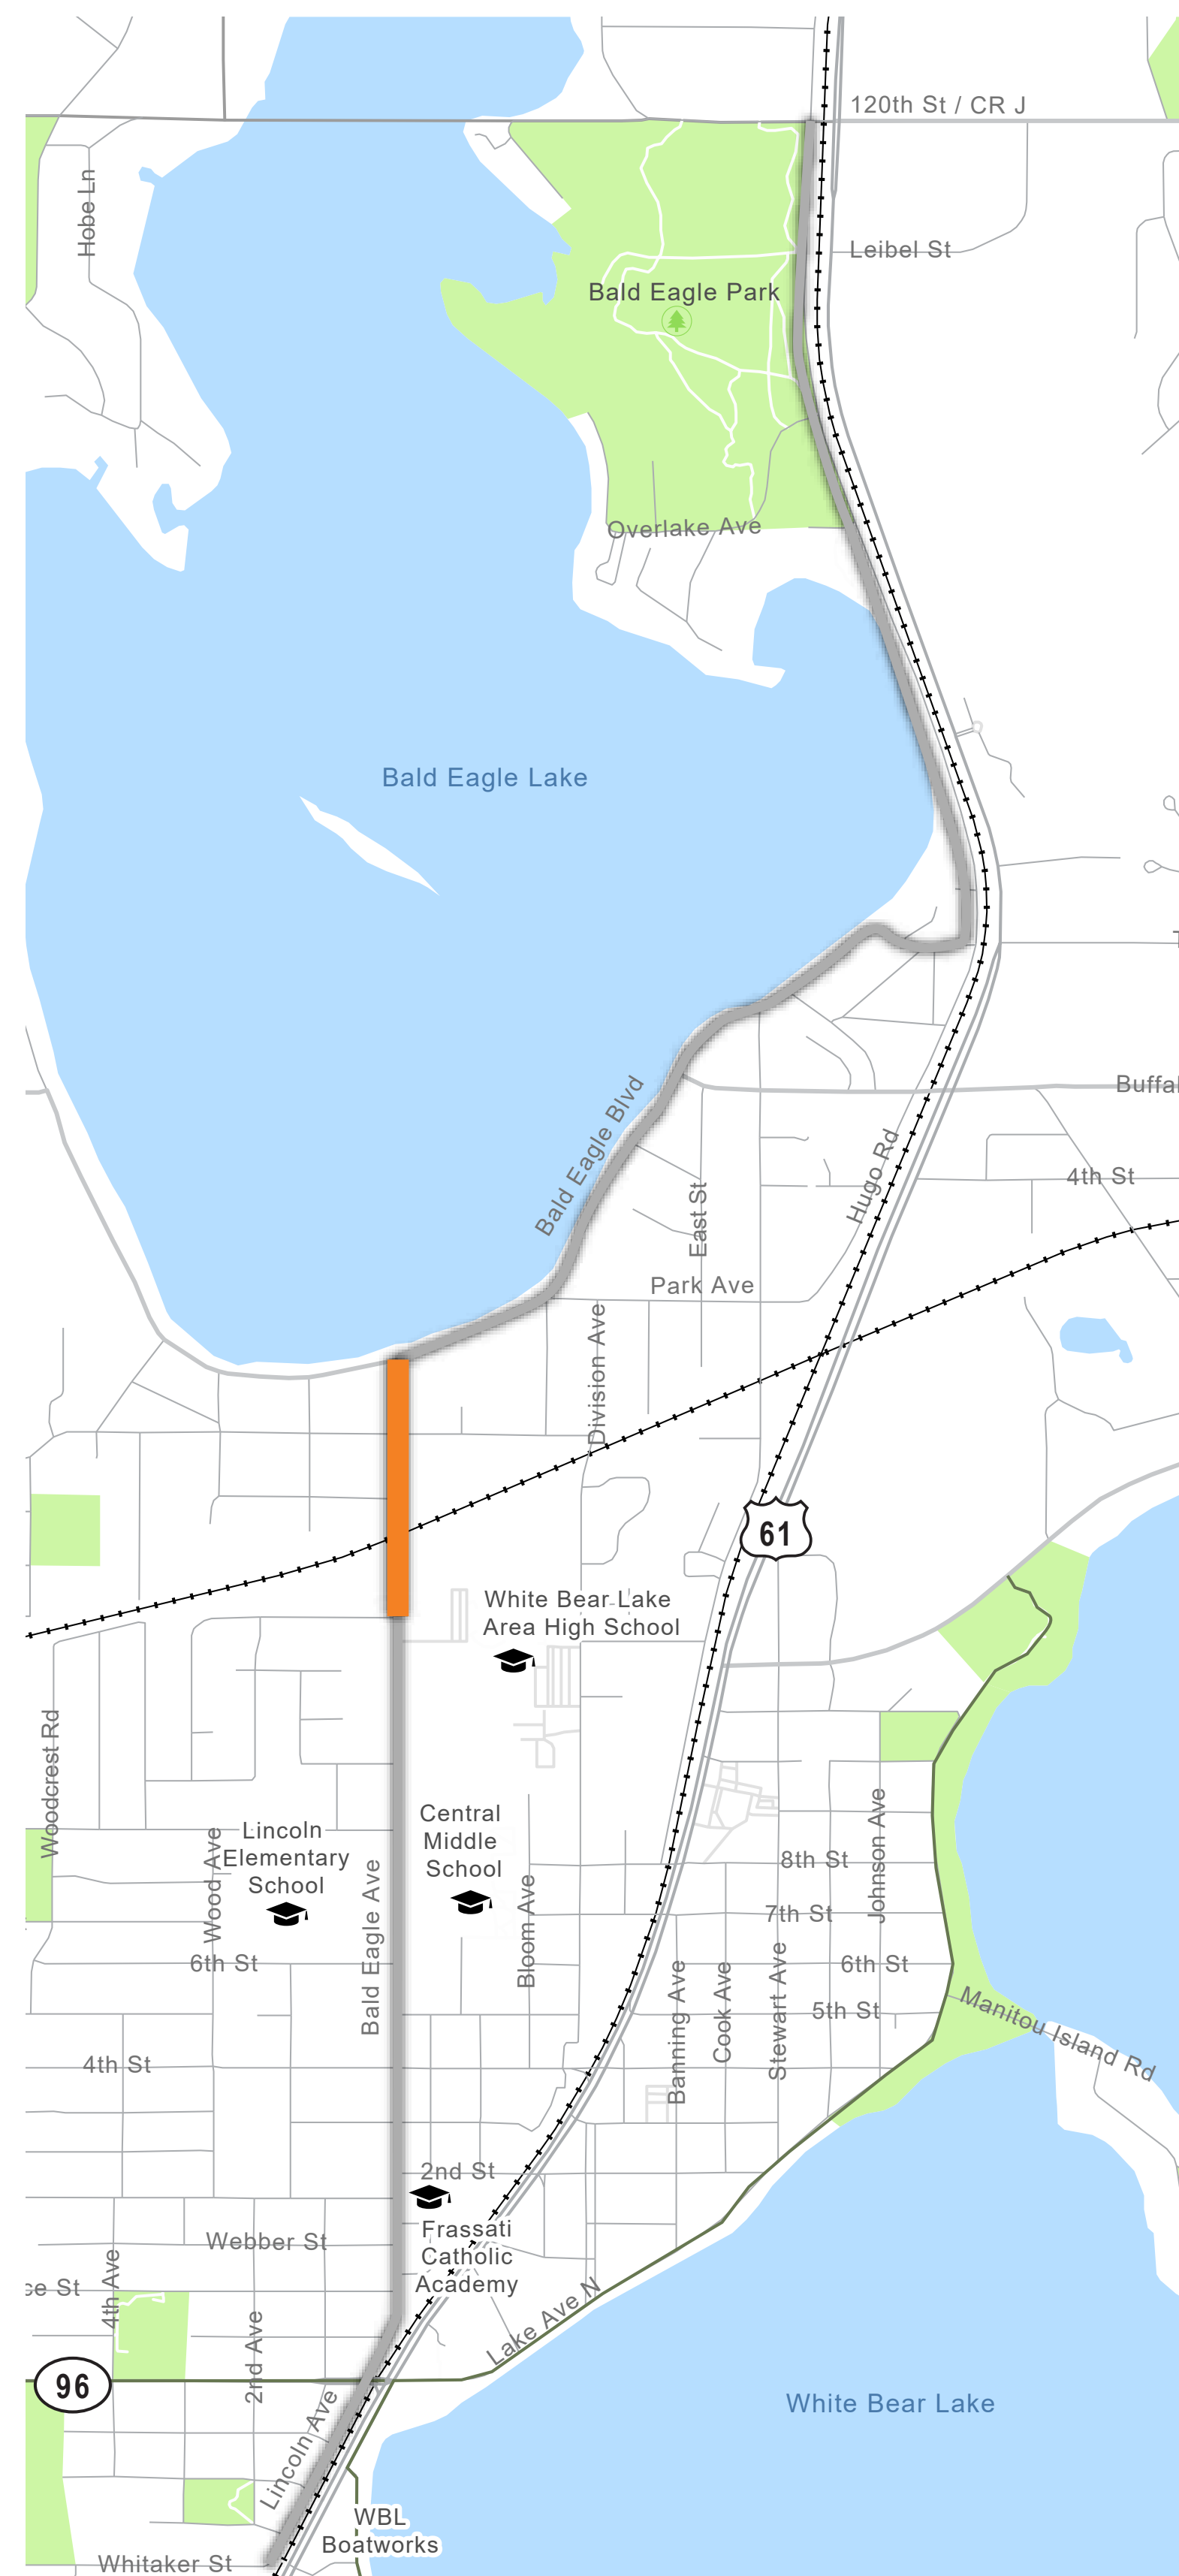 120th St / CR J
Hobe Ln
Leibel St
Bald Eagle Park
Overlake Ave
Bald Eagle Lake
Bald Eagle Blvd
Buffal
Hugo Rd
4th St
East St
Park Ave
Division Ave
61
White Bear Lake
Area High School
Woodcrest Rd
Central
Middle
School
Lincoln
Elementary
School
Wood Ave
Bald Eagle Ave
Bloom Ave
Johnson Ave
8th St
7th St
6th St
6th St
Banning Ave
Cook Ave
Stewart Ave
5th St
Manitou Island Rd
4th St
2nd St
Frassati
Catholic
Academy
Webber St
4th Ave
ce St
2nd Ave
Lake Ave N
96
Lincoln Ave
White Bear Lake
WBL
Boatworks
Whitaker St